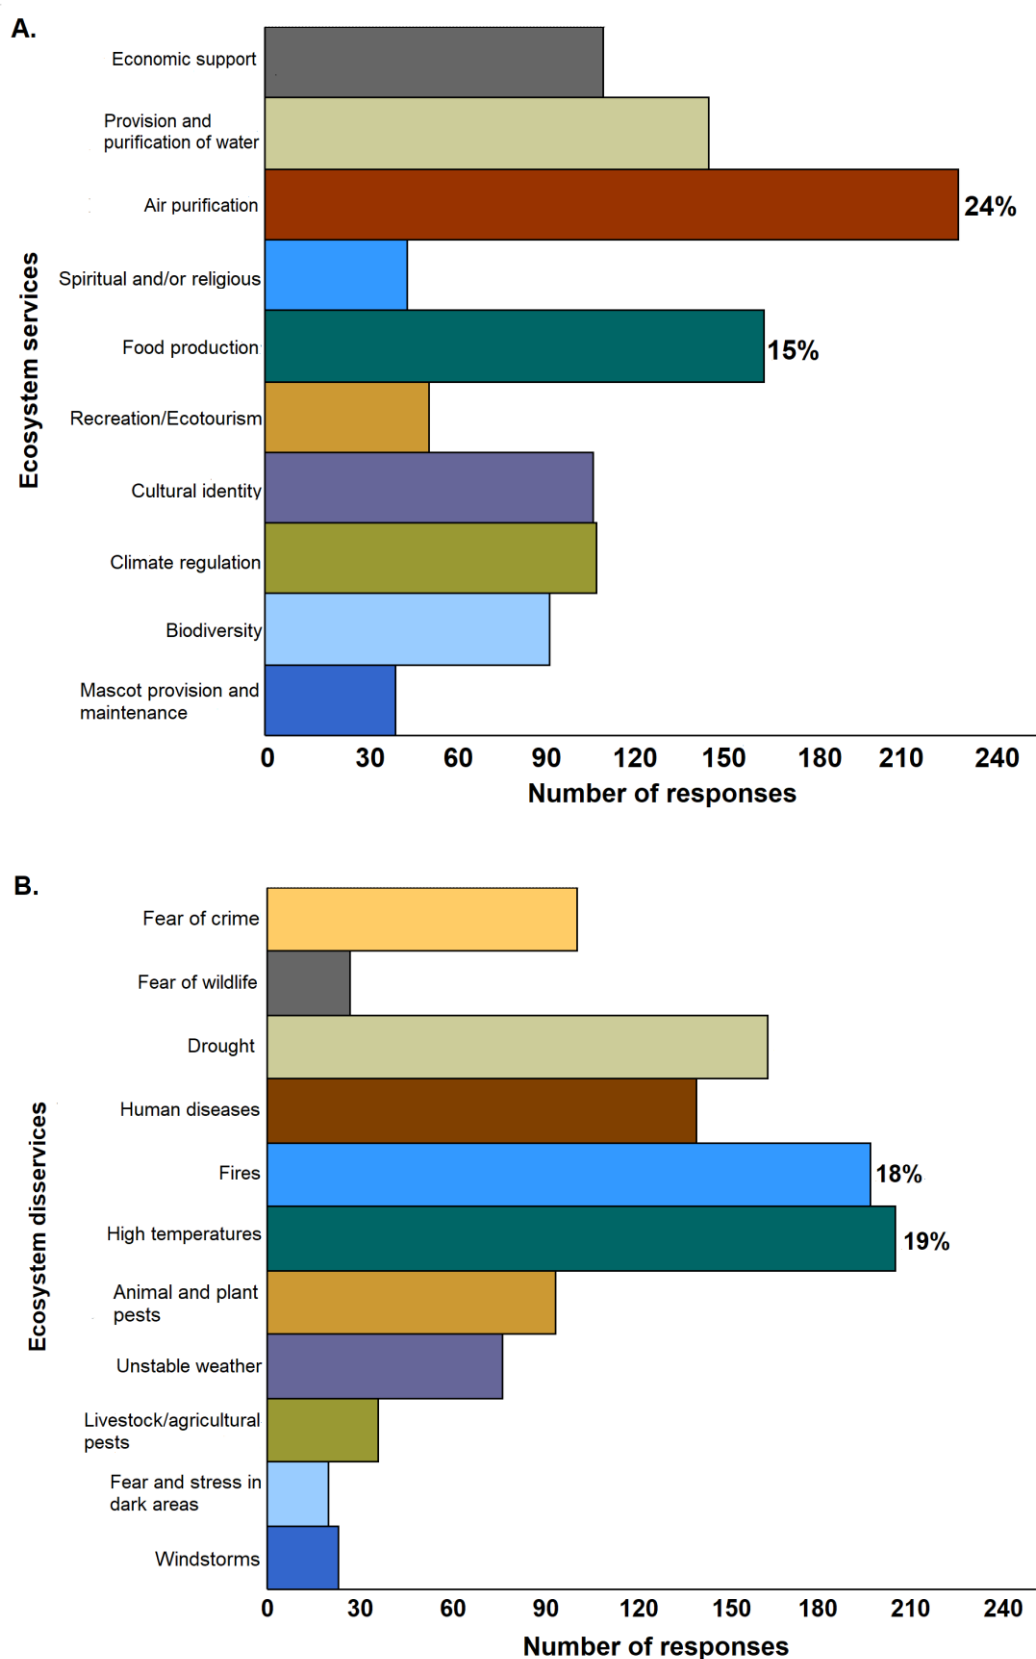 A.
Economic support
Provision and
purification of water
Air purification
24%
Spiritual and/or religious
Food production
15%
Recreation/Ecotourism
Cultural identity
Climate regulation
Biodiversity
Mascot provision and
maintenance
Ecosystem services
0 30 60 90 120 150 180 210 240
Number of responses
B.
Fear of crime
Fear of wildlife
Drought
Human diseases
Fires
18%
High temperatures
19%
Animal and plant
pests
Unstable weather
Livestock/agricultural
pests
Fear and stress in
dark areas
Windstorms
Ecosystem disservices
0 30 60 90 120 150 180 210 240
Number of responses